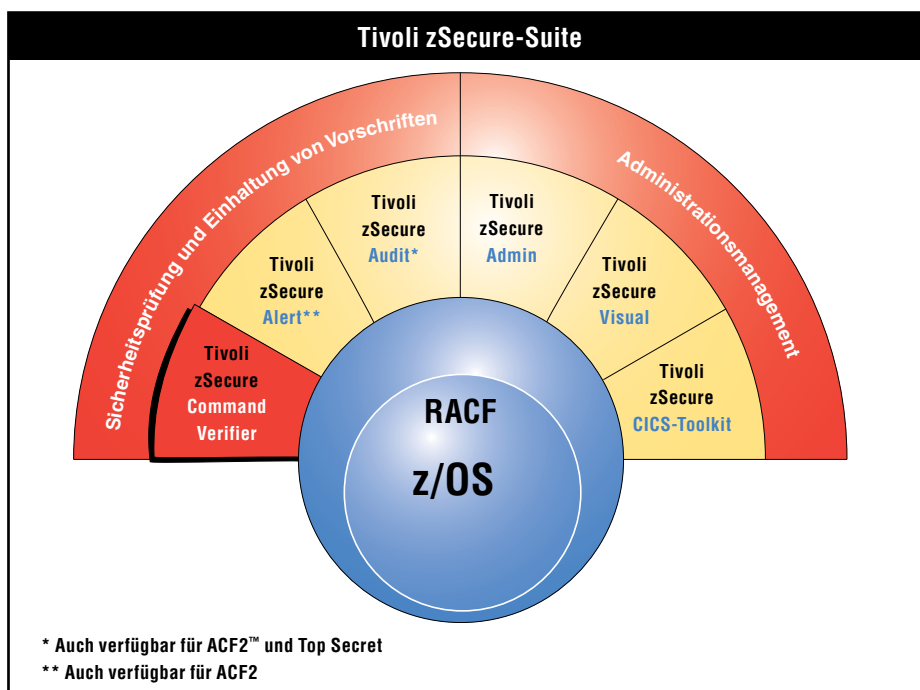 Tivoli zSecure-Suite
Sicherheitsprüfung und Einhaltung von Vorschriften
Administrationsmanagement
Tivoli
zSecure
Command
Verifier
Tivoli
zSecure
Alert**
Tivoli
zSecure
Audit*
Tivoli
zSecure
Admin
Tivoli
zSecure
Visual
Tivoli
zSecure
CICS-Toolkit
RACF
z/OS
* Auch verfügbar für ACF2™ und Top Secret
** Auch verfügbar für ACF2